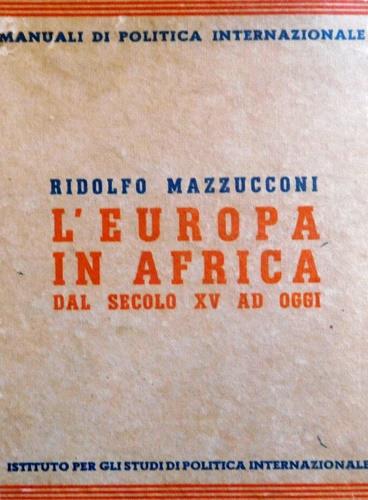 MANUALI DI POLITICA INTERNAZIONALE
RIDOLFO MAZZUCCONI
L'EUROPA
IN AFRICA
DAL SECOLO XV AD OGGI
ISTITUTO PER GLI STUDI DI POLITICA INTERNAZIONALE